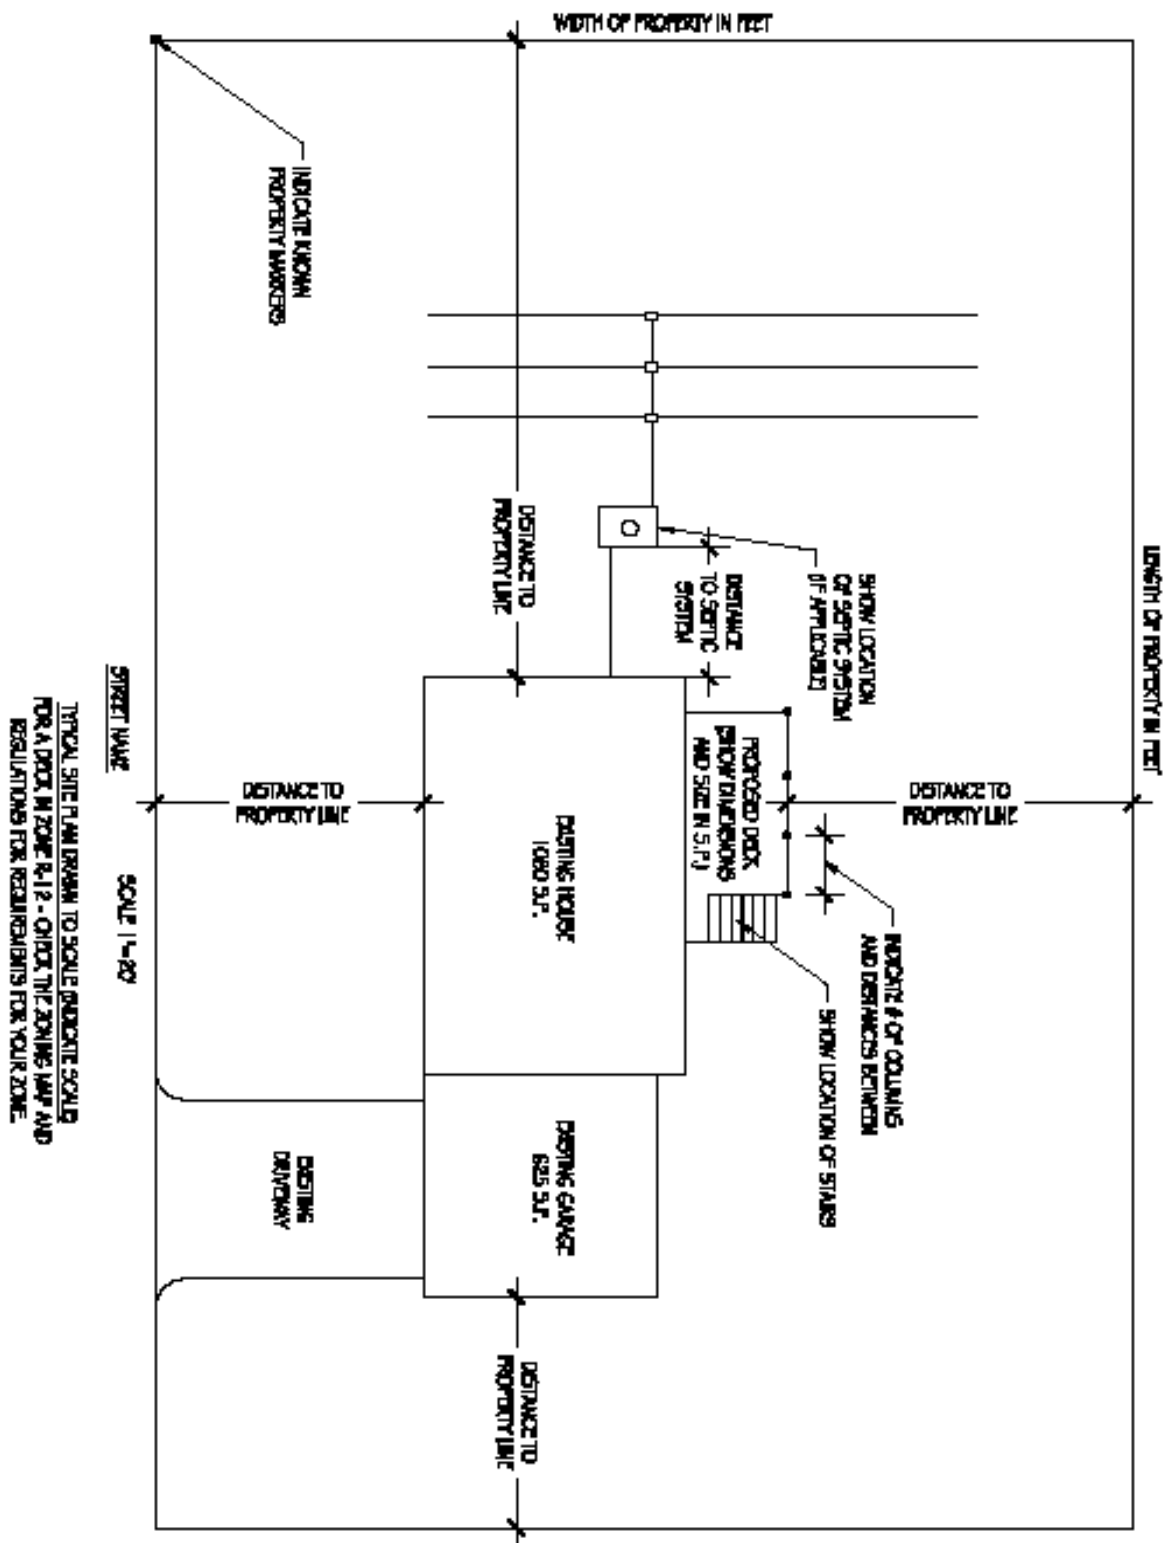 WIDTH OF PROPERTY IN FEET
LENGTH OF PROPERTY IN FEET
INDICATE KNOWN
PROPERTY MARKERS
DISTANCE TO
PROPERTY LINE
DISTANCE
TO SEPTIC
SYSTEM
SHOW LOCATION
OF SEPTIC SYSTEM
(IF APPLICABLE)
PROPOSED DECK
(SHOW DIMENSIONS
AND SIZE IN S.F.)
DISTANCE TO
PROPERTY LINE
DISTANCE TO
PROPERTY LINE
EXISTING HOUSE
1080 S.F.
INDICATE # OF COLUMNS
AND DISTANCES BETWEEN
SHOW LOCATION OF STAIRS
EXISTING GARAGE
625 S.F.
EXISTING
DRIVEWAY
DISTANCE TO
PROPERTY LINE
STREET NAME
SCALE 1"=20'
TYPICAL SITE PLAN DRAWN TO SCALE (INDICATE SCALE)
FOR A DECK IN ZONE R-12 - CHECK THE ZONING MAP AND
REGULATIONS FOR REQUIREMENTS FOR YOUR ZONE.